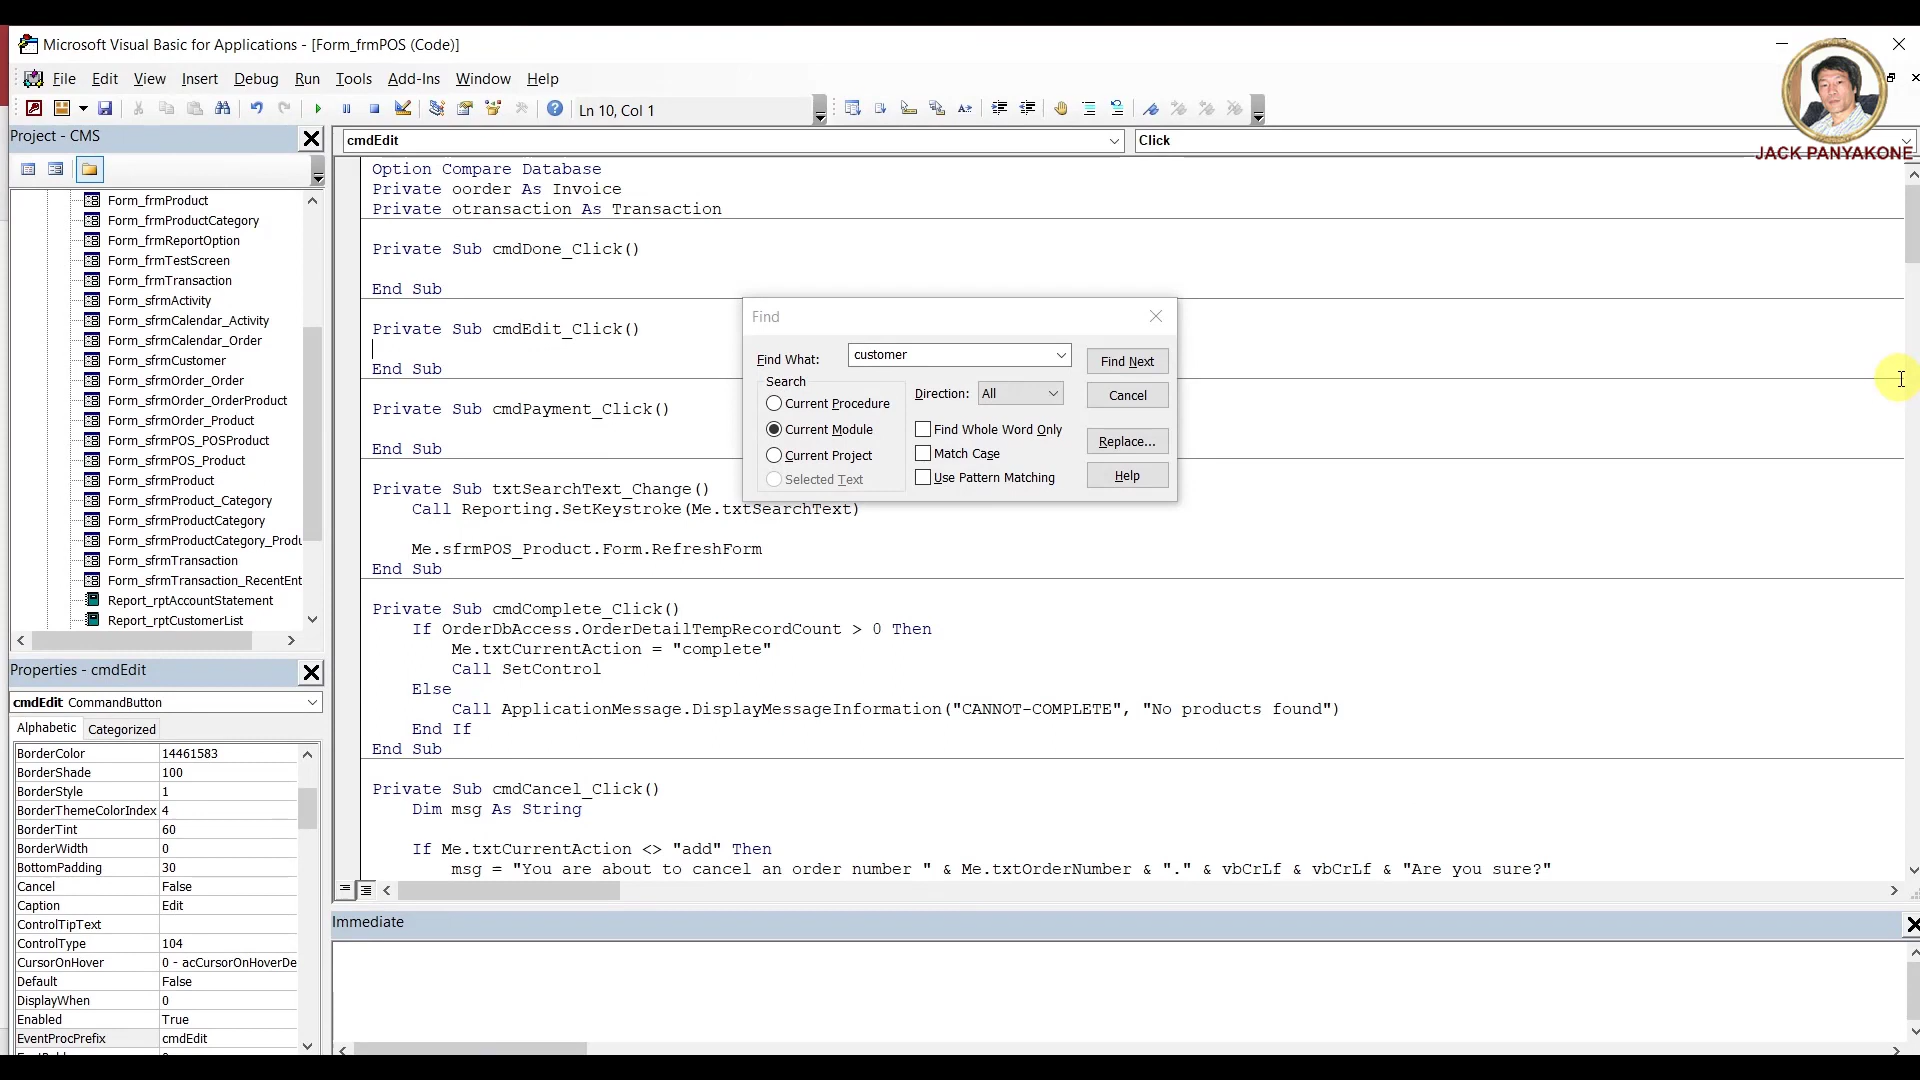 Microsoft Visual Basic for Applications - [Form_frmPOS (Code)]
File Edit View Insert Debug Run Tools Add-Ins Window Help
Ln 10, Col 1
JACK PANYAKONE
Project - CMS
Form_frmProduct
Form_frmProductCategory
Form_frmReportOption
Form_frmTestScreen
Form_frmTransaction
Form_sfrmActivity
Form_sfrmCalendar_Activity
Form_sfrmCalendar_Order
Form_sfrmCustomer
Form_sfrmOrder_Order
Form_sfrmOrder_OrderProduct
Form_sfrmOrder_Product
Form_sfrmPOS_POSProduct
Form_sfrmPOS_Product
Form_sfrmProduct
Form_sfrmProduct_Category
Form_sfrmProductCategory
Form_sfrmProductCategory_Produ
Form_sfrmTransaction
Form_sfrmTransaction_RecentEnt
Report_rptAccountStatement
Report_rptCustomerList
Properties - cmdEdit
cmdEdit CommandButton
Alphabetic Categorized
BorderColor 14461583
BorderShade 100
BorderStyle 1
BorderThemeColorIndex 4
BorderTint 60
BorderWidth 0
BottomPadding 30
Cancel False
Caption Edit
ControlTipText
ControlType 104
CursorOnHover 0 - acCursorOnHoverDe
Default False
DisplayWhen 0
Enabled True
EventProcPrefix cmdEdit
cmdEdit Click
Option Compare Database
Private oorder As Invoice
Private otransaction As Transaction
Private Sub cmdDone_Click()
End Sub
Private Sub cmdEdit_Click()
End Sub
Private Sub cmdPayment_Click()
End Sub
Private Sub txtSearchText_Change()
Call Reporting.SetKeystroke(Me.txtSearchText)
Me.sfrmPOS_Product.Form.RefreshForm
End Sub
Private Sub cmdComplete_Click()
If OrderDbAccess.OrderDetailTempRecordCount > 0 Then
Me.txtCurrentAction = "complete"
Call SetControl
Else
Call ApplicationMessage.DisplayMessageInformation("CANNOT-COMPLETE", "No products found")
End If
End Sub
Private Sub cmdCancel_Click()
Dim msg As String
If Me.txtCurrentAction <> "add" Then
msg = "You are about to cancel an order number " & Me.txtOrderNumber & "." & vbCrLf & vbCrLf & "Are you sure?"
Find
Find What: customer Find Next
Search
Direction: All Cancel
Current Procedure
Current Module Find Whole Word Only
Replace...
Current Project Match Case
Selected Text Use Pattern Matching Help
Immediate